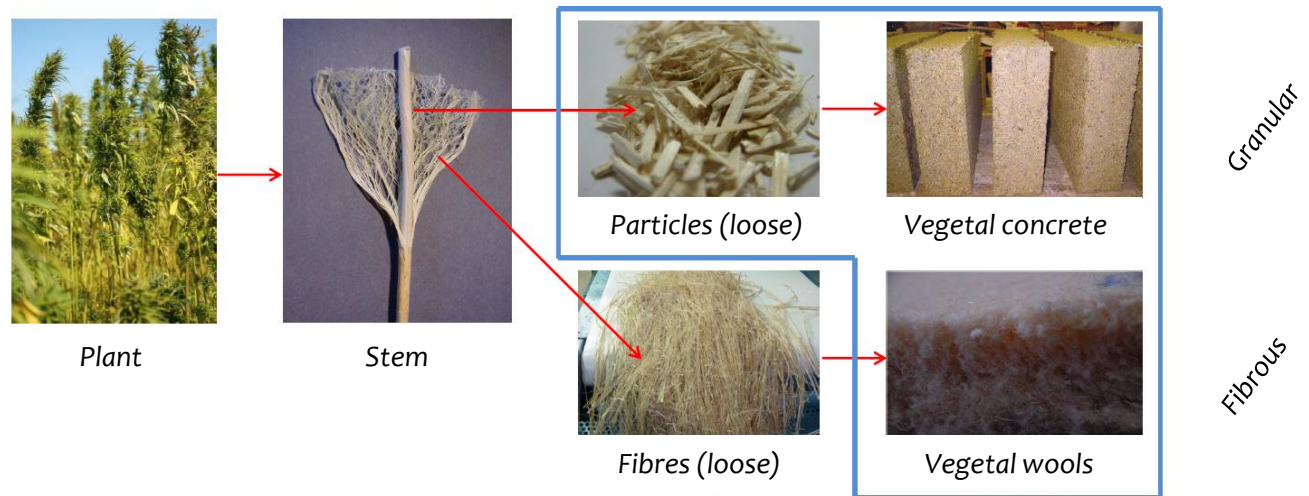 Particles (loose)
Vegetal concrete
Granular
Plant
Stem
Fibres (loose)
Vegetal wools
Fibrous